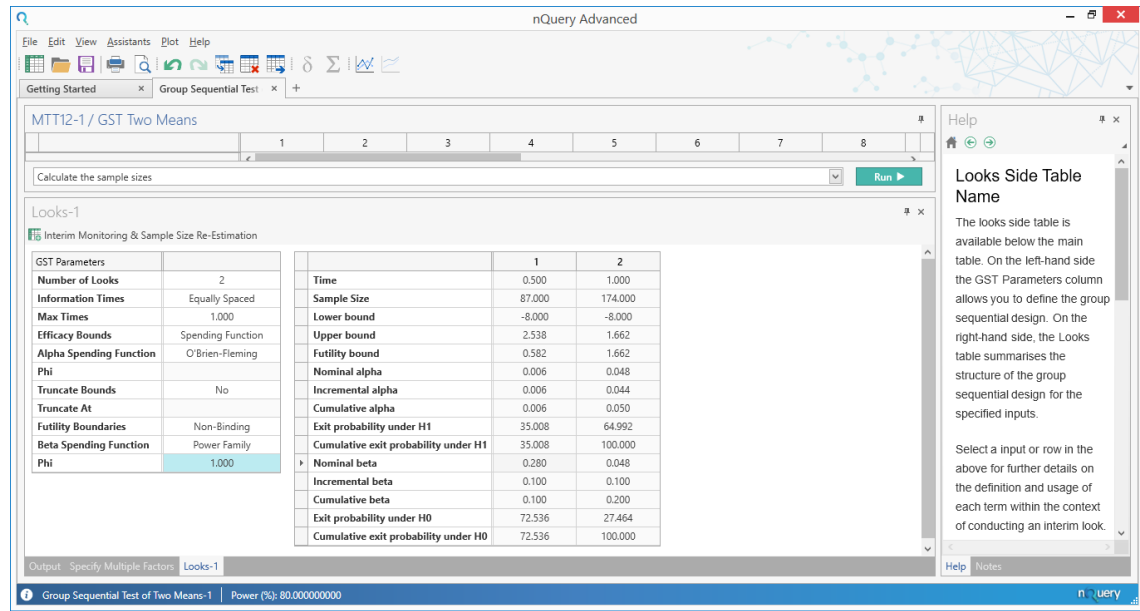 nQuery Advanced
File Edit View Assistants Plot Help
Getting Started × Group Sequential Test × +
MTT12-1 / GST Two Means
1 2 3 4 5 6 7 8
Calculate the sample sizes
Run
Looks-1
Interim Monitoring & Sample Size Re-Estimation
GST Parameters
Number of Looks 2
Information Times Equally Spaced
Max Times 1.000
Efficacy Bounds Spending Function
Alpha Spending Function O'Brien-Fleming
Phi
Truncate Bounds No
Truncate At
Futility Boundaries Non-Binding
Beta Spending Function Power Family
Phi 1.000
1 2
Time 0.500 1.000
Sample Size 87.000 174.000
Lower bound -8.000 -8.000
Upper bound 2.538 1.662
Futility bound 0.582 1.662
Nominal alpha 0.006 0.048
Incremental alpha 0.006 0.044
Cumulative alpha 0.006 0.050
Exit probability under H1 35.008 64.992
Cumulative exit probability under H1 35.008 100.000
Nominal beta 0.280 0.048
Incremental beta 0.100 0.100
Cumulative beta 0.100 0.200
Exit probability under H0 72.536 27.464
Cumulative exit probability under H0 72.536 100.000
Output Specify Multiple Factors Looks-1
Help
Looks Side Table
Name
The looks side table is
available below the main
table. On the left-hand side
the GST Parameters column
allows you to define the group
sequential design. On the
right-hand side, the Looks
table summarises the
structure of the group
sequential design for the
specified inputs.
Select a input or row in the
above for further details on
the definition and usage of
each term within the context
of conducting an interim look.
Help Notes
Group Sequential Test of Two Means-1 Power (%): 80.000000000
nQuery